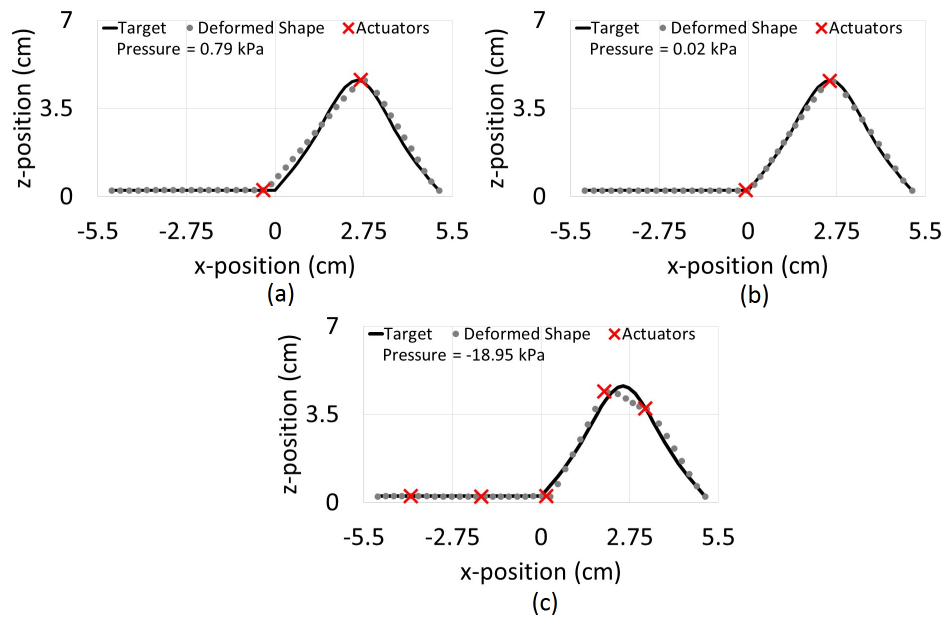 7
Target Deformed Shape Actuators
Pressure = 0.79 kPa
z-position (cm)
3.5
0
-5.5 -2.75 0 2.75 5.5
x-position (cm)
(a)
7
Target Deformed Shape Actuators
Pressure = 0.02 kPa
z-position (cm)
3.5
0
-5.5 -2.75 0 2.75 5.5
x-position (cm)
(b)
7
Target Deformed Shape Actuators
Pressure = -18.95 kPa
z-position (cm)
3.5
0
-5.5 -2.75 0 2.75 5.5
x-position (cm)
(c)